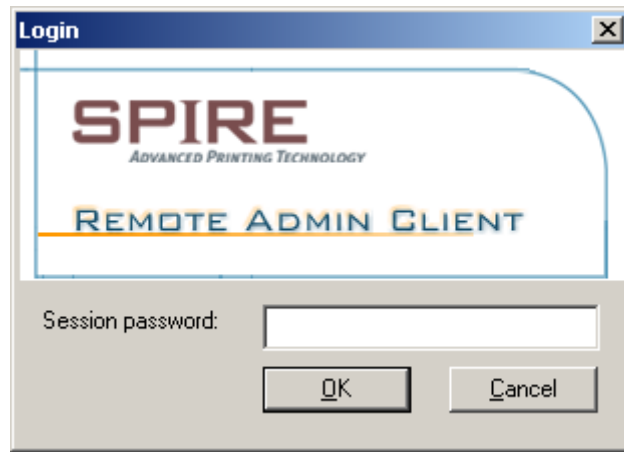 Login
SPIRE
ADVANCED PRINTING TECHNOLOGY
REMOTE ADMIN CLIENT
Session password:
OK
Cancel